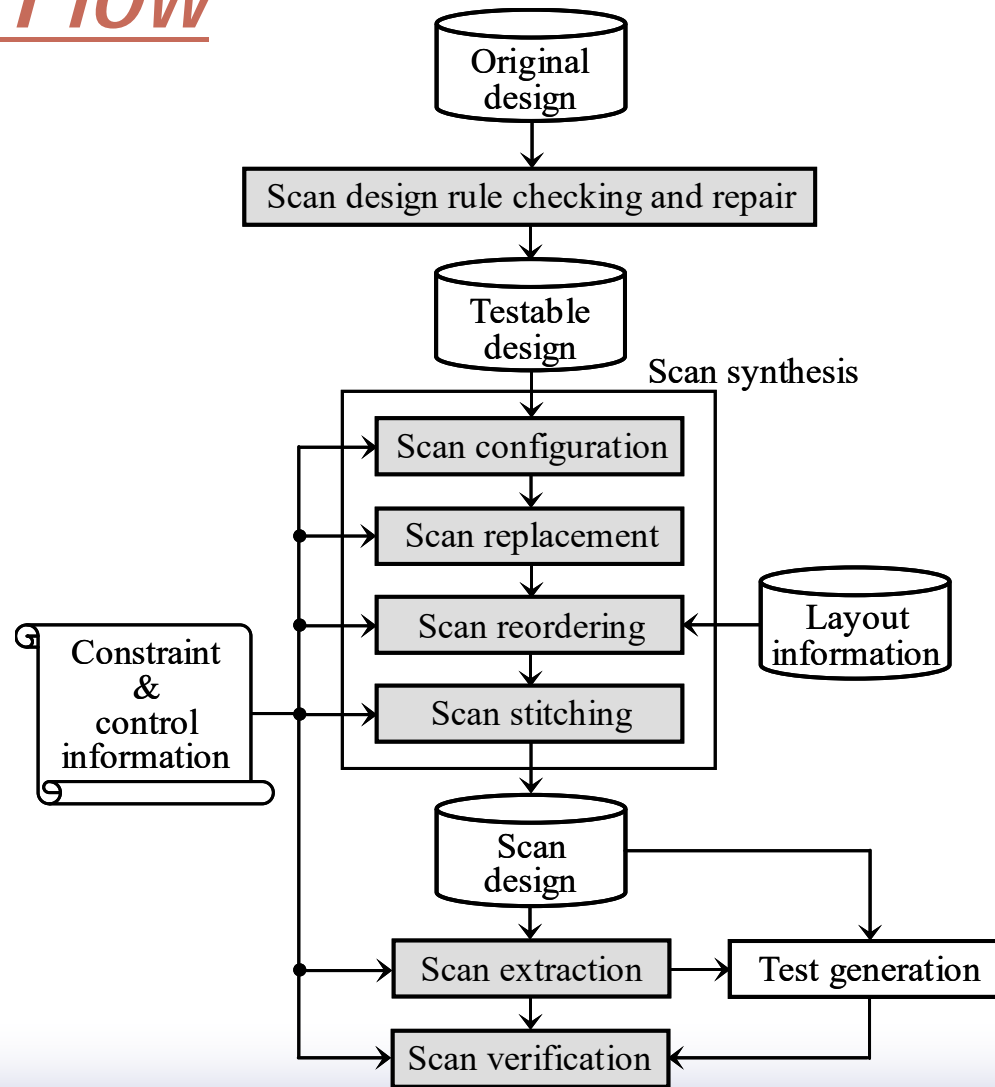 Flow
Original
design
Scan design rule checking and repair
Testable
design
Scan synthesis
Scan configuration
Scan replacement
Scan reordering
Layout
information
Constraint
&
control
information
Scan stitching
Scan
design
Scan extraction
Test generation
Scan verification